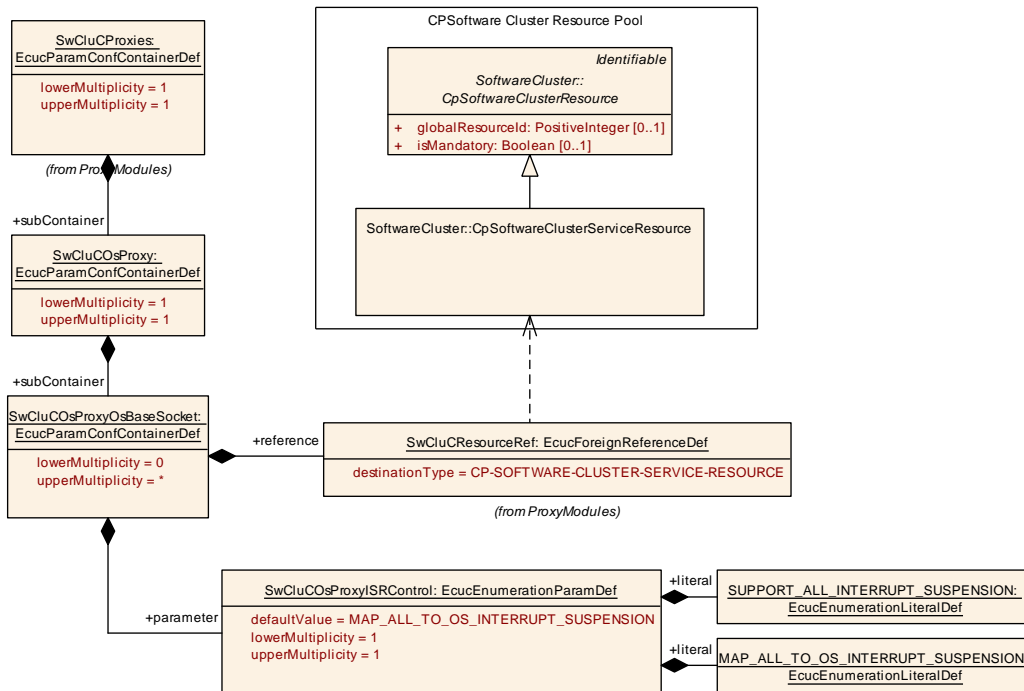 SwCluCProxies:
EcucParamConfContainerDef
lowerMultiplicity = 1
upperMultiplicity = 1
(from ProxyModules)
+subContainer
SwCluCOsProxy:
EcucParamConfContainerDef
lowerMultiplicity = 1
upperMultiplicity = 1
+subContainer
SwCluCOsProxyOsBaseSocket:
EcucParamConfContainerDef
lowerMultiplicity = 0
upperMultiplicity = *
CPSoftware Cluster Resource Pool
Identifiable
SoftwareCluster::
CpSoftwareClusterResource
+ globalResourceId: PositiveInteger [0..1]
+ isMandatory: Boolean [0..1]
SoftwareCluster::CpSoftwareClusterServiceResource
+reference
SwCluCResourceRef: EcucForeignReferenceDef
destinationType = CP-SOFTWARE-CLUSTER-SERVICE-RESOURCE
(from ProxyModules)
+parameter
SwCluCOsProxyISRControl: EcucEnumerationParamDef
defaultValue = MAP_ALL_TO_OS_INTERRUPT_SUSPENSION
lowerMultiplicity = 1
upperMultiplicity = 1
+literal
SUPPORT_ALL_INTERRUPT_SUSPENSION:
EcucEnumerationLiteralDef
+literal
MAP_ALL_TO_OS_INTERRUPT_SUSPENSION
EcucEnumerationLiteralDef